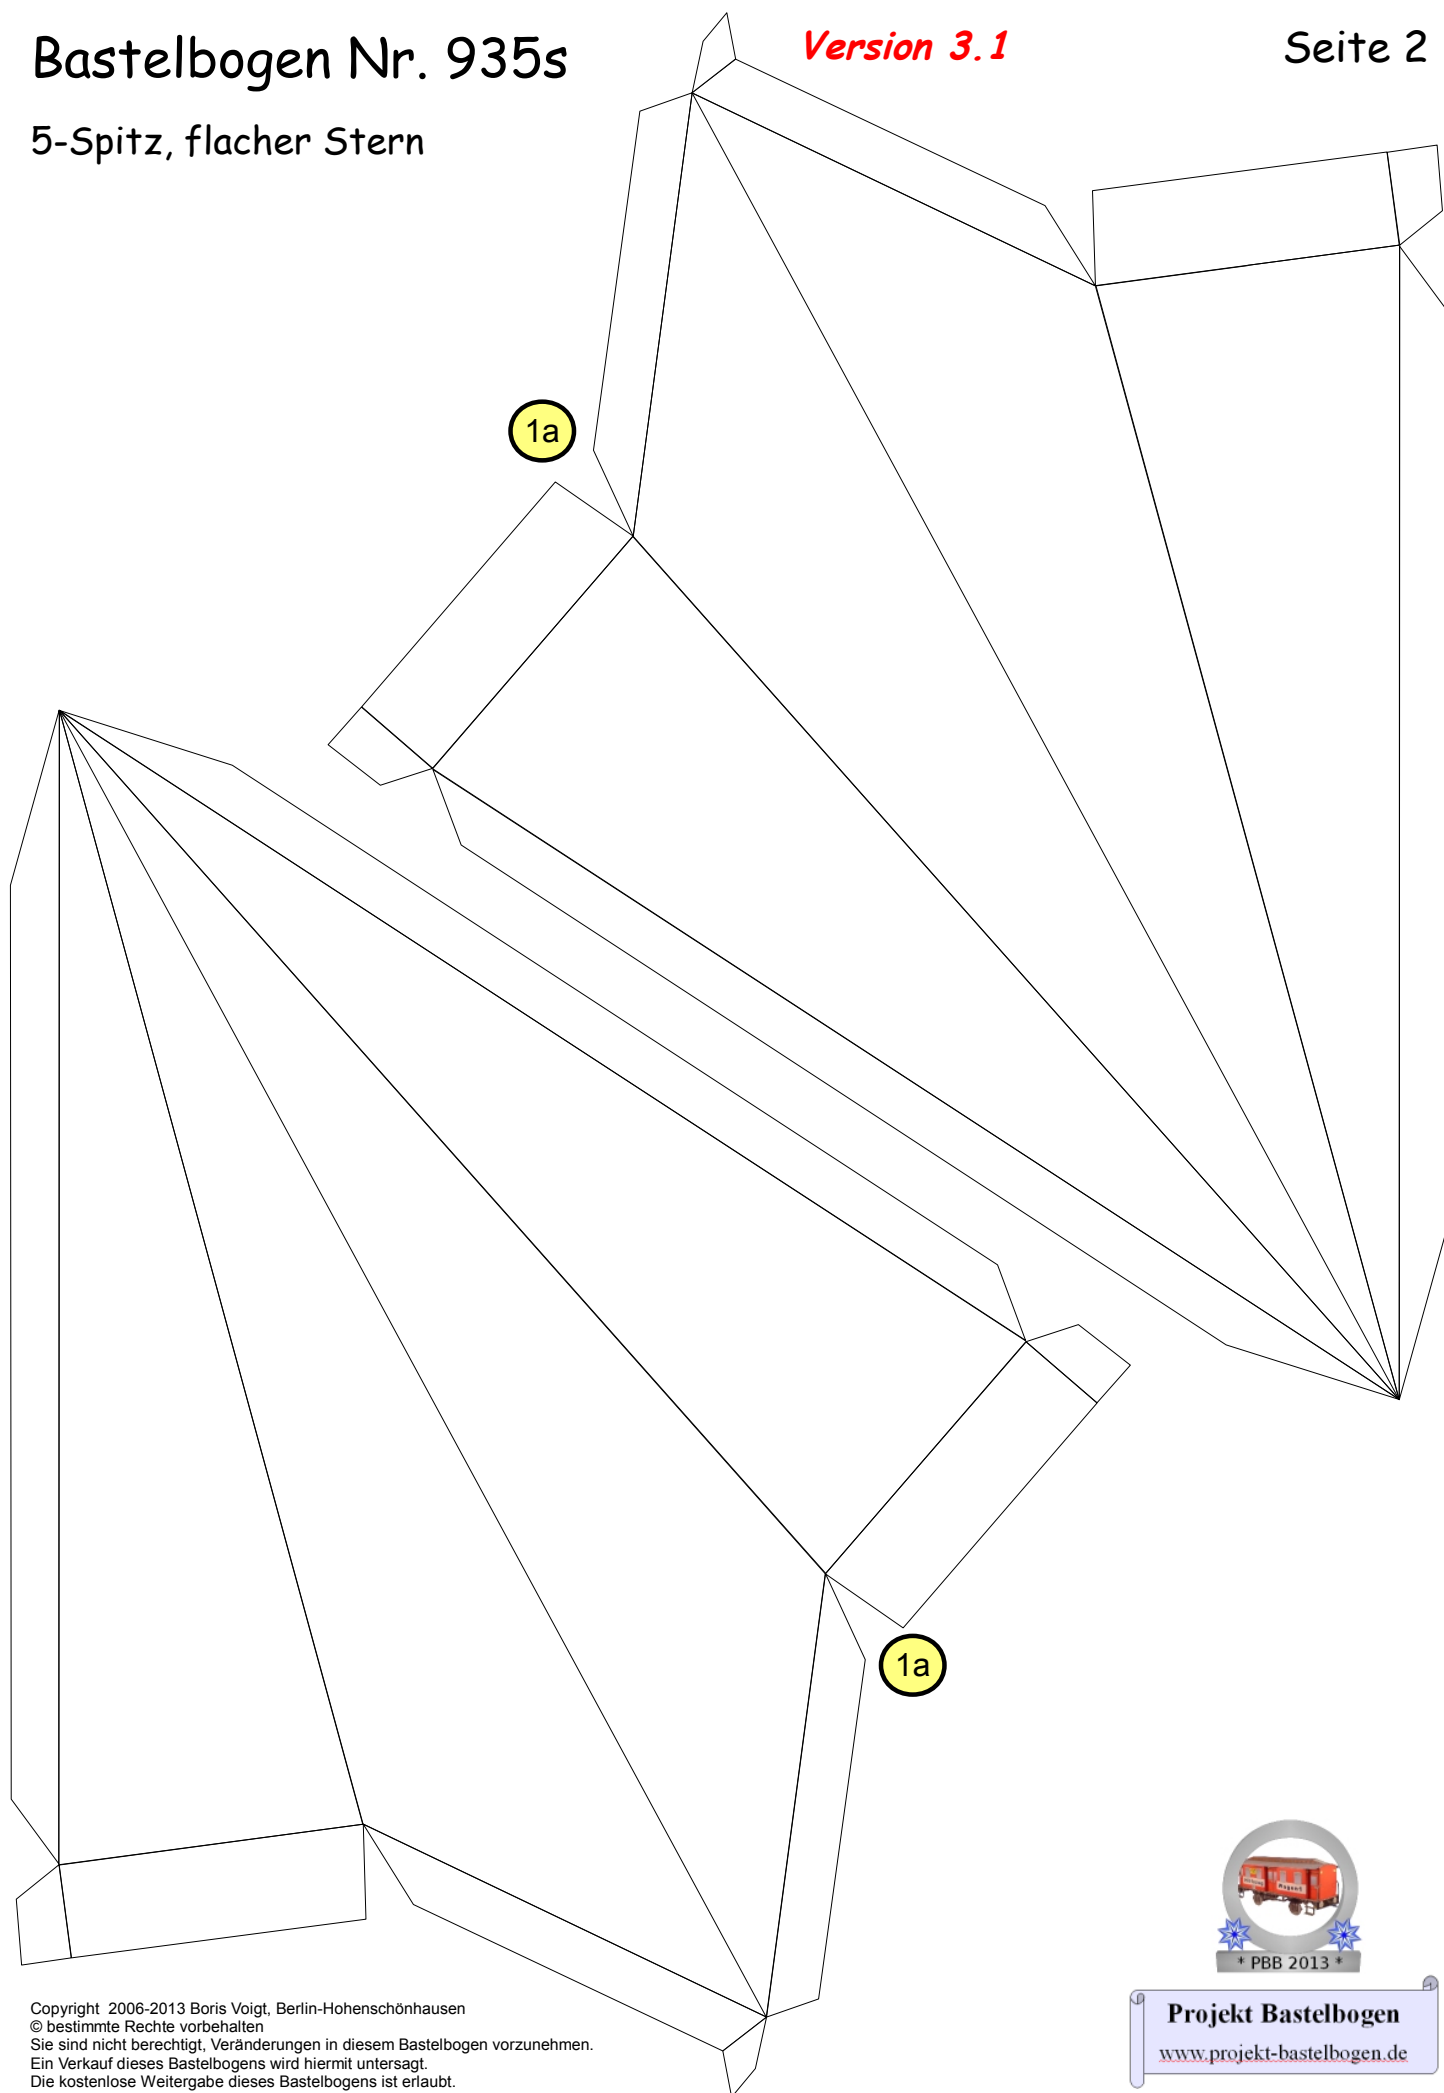 Bastelbogen Nr. 935s
Version 3.1
Seite 2
5-Spitz, flacher Stern
1a
1a
* PBB 2013 *
Projekt Bastelbogen
www.projekt-bastelbogen.de
Copyright 2006-2013 Boris Voigt, Berlin-Hohenschönhausen
© bestimmte Rechte vorbehalten
Sie sind nicht berechtigt, Veränderungen in diesem Bastelbogen vorzunehmen.
Ein Verkauf dieses Bastelbogens wird hiermit untersagt.
Die kostenlose Weitergabe dieses Bastelbogens ist erlaubt.